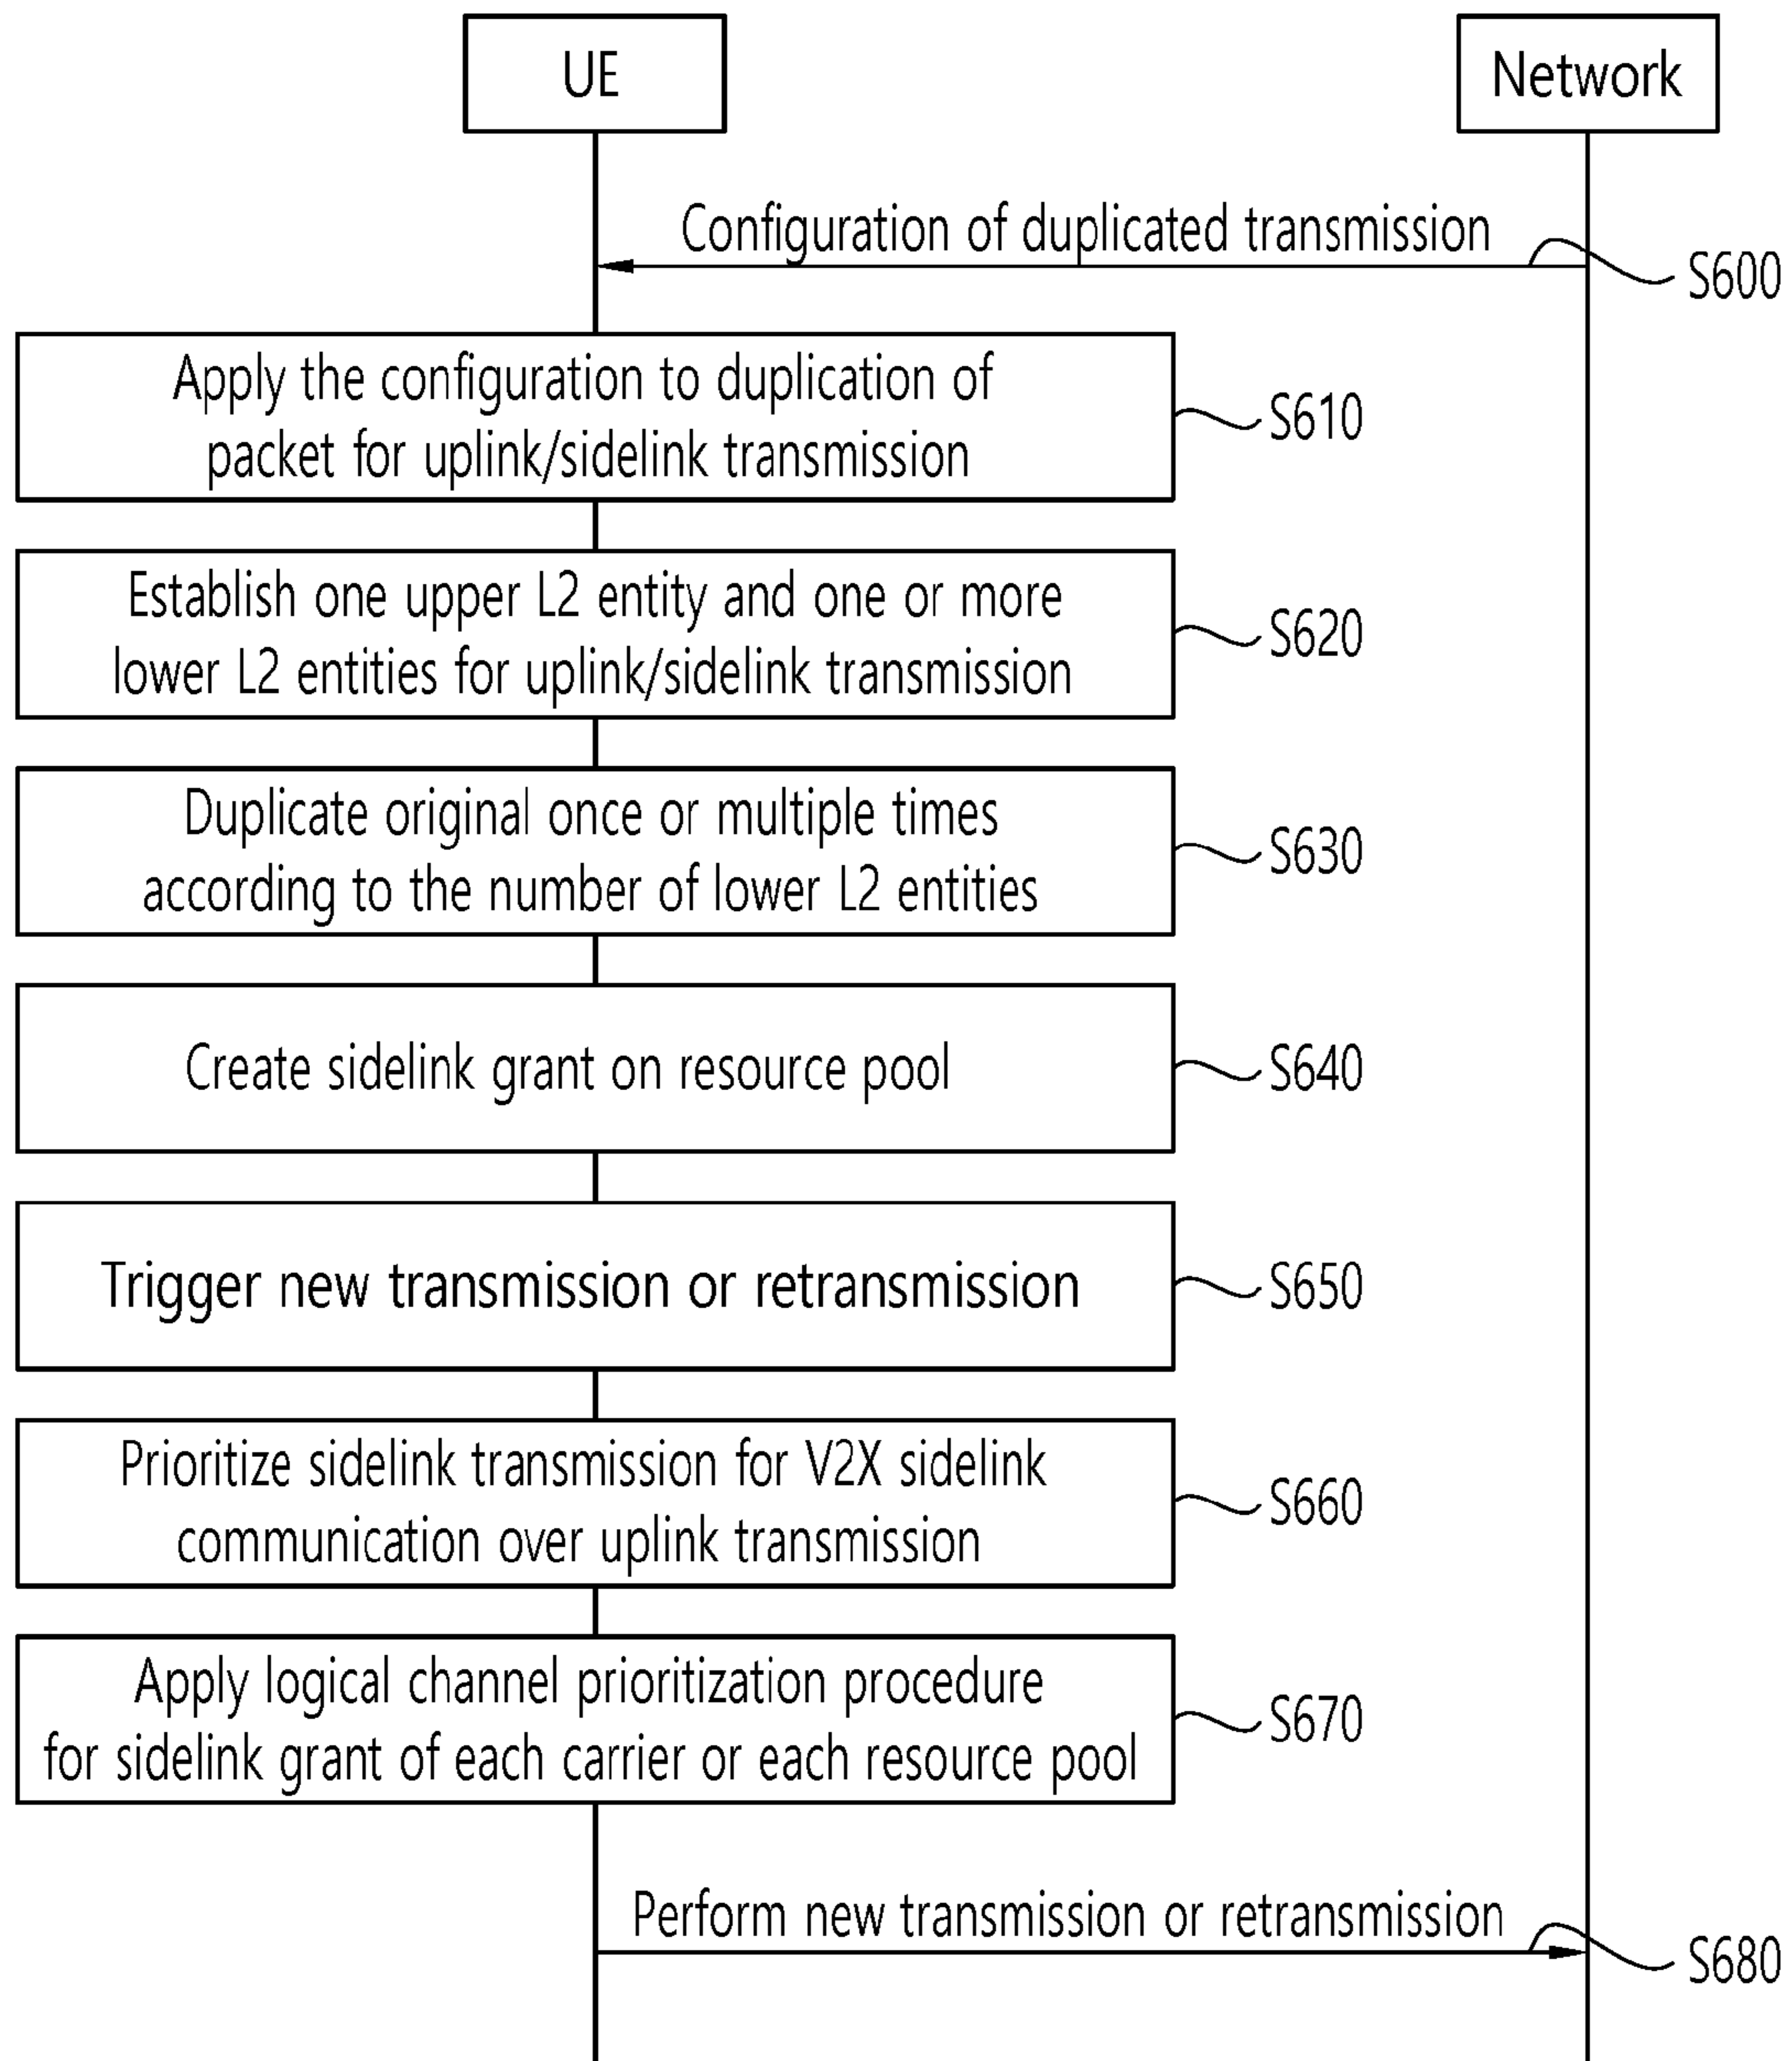 UE
Network
Configuration of duplicated transmission
S600
Apply the configuration to duplication of
packet for uplink/sidelink transmission
S610
Establish one upper L2 entity and one or more
lower L2 entities for uplink/sidelink transmission
S620
Duplicate original once or multiple times
according to the number of lower L2 entities
S630
Create sidelink grant on resource pool
S640
Trigger new transmission or retransmission
S650
Prioritize sidelink transmission for V2X sidelink
communication over uplink transmission
S660
Apply logical channel prioritization procedure
for sidelink grant of each carrier or each resource pool
S670
Perform new transmission or retransmission
S680